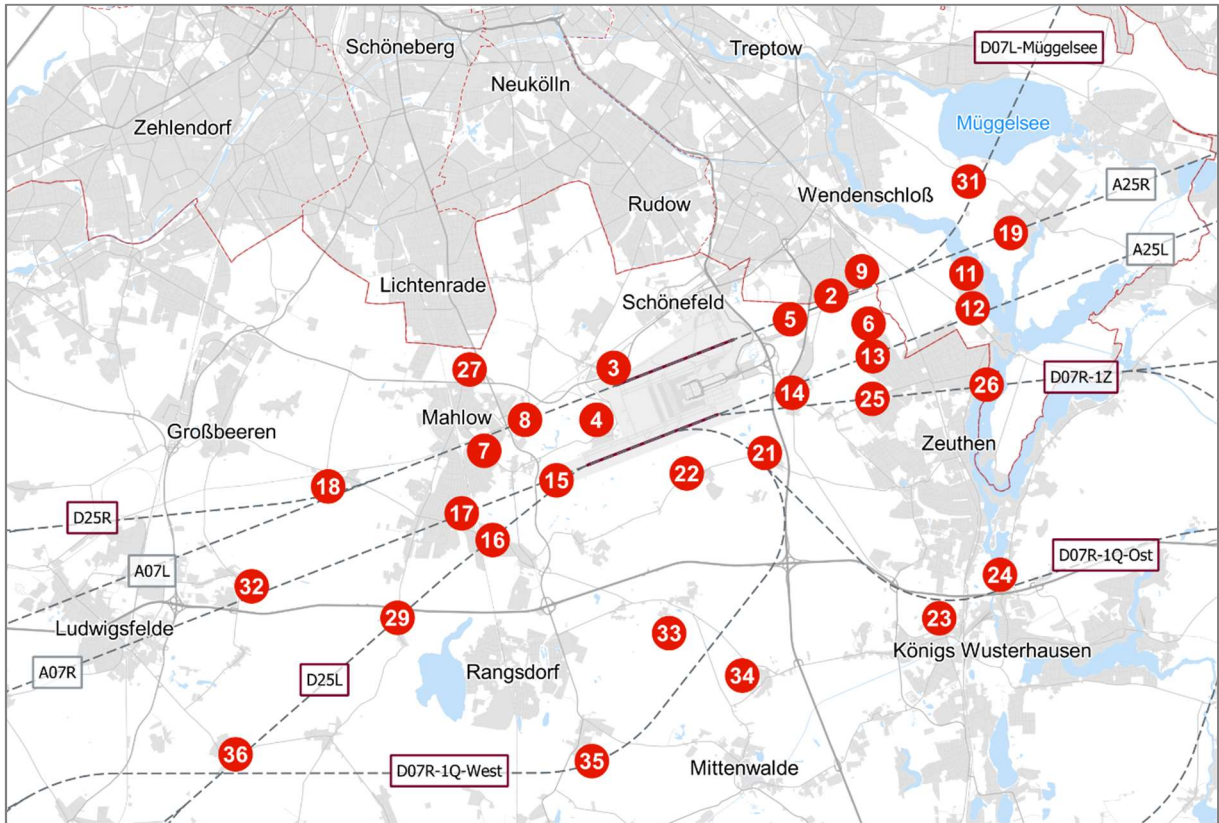 Schöneberg
Treptow
D07L-Müggelsee
Neukölln
Zehlendorf
Müggelsee
31
A25R
Wendenschloß
Rudow
19
A25L
9
11
Lichtenrade
2
Schönefeld
12
5
6
13
3
27
D07R-1Z
26
14
25
Mahlow
8
4
Großbeeren
Zeuthen
7
21
22
15
18
17
D25R
16
D07R-1Q-Ost
A07L
24
32
29
23
Ludwigsfelde
33
Königs Wusterhausen
A07R
Rangsdorf
34
D25L
36
35
D07R-1Q-West
Mittenwalde